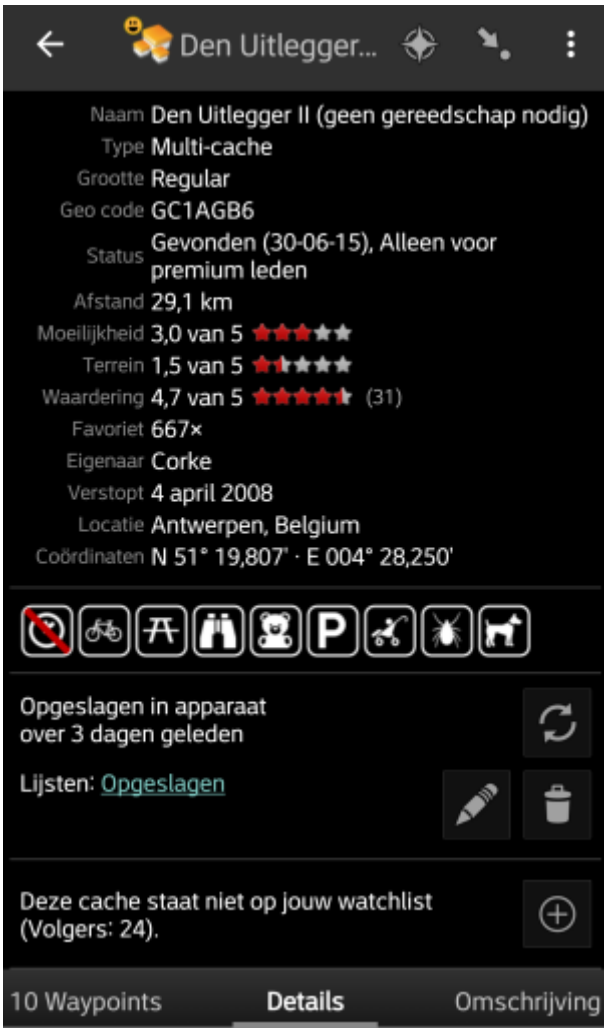 Den Uitlegger...
Naam Den Uitlegger II (geen gereedschap nodig)
Type Multi-cache
Grootte Regular
Geo code GC1AGB6
Status Gevonden (30-06-15), Alleen voor
premium leden
Afstand 29,1 km
Moeilijkheid 3,0 van 5
Terrein 1,5 van 5
Waardering 4,7 van 5 (31)
Favoriet 667×
Eigenaar Corke
Verstopt 4 april 2008
Locatie Antwerpen, Belgium
Coördinaten N 51° 19,807' · E 004° 28,250'
P
Opgeslagen in apparaat
over 3 dagen geleden
Lijsten: Opgeslagen
Deze cache staat niet op jouw watchlist
(Volgers: 24).
10 Waypoints Details Omschrijving